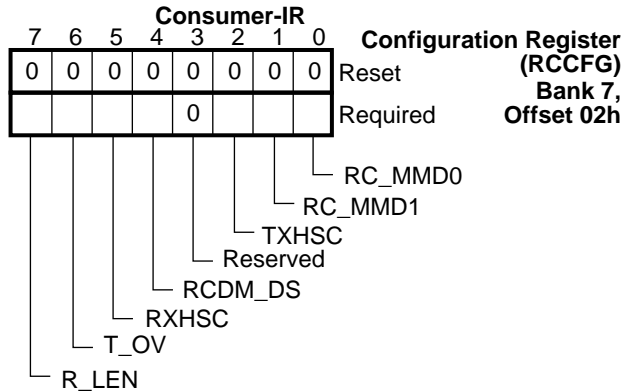 Consumer-IR
Configuration Register
(RCCFG)
Bank 7,
Offset 02h
7 6 5 4 3 2 1 0
0 0 0 0 0 0 0 0 Reset
0 Required
RC_MMD0
RC_MMD1
TXHSC
Reserved
RCDM_DS
RXHSC
T_OV
R_LEN